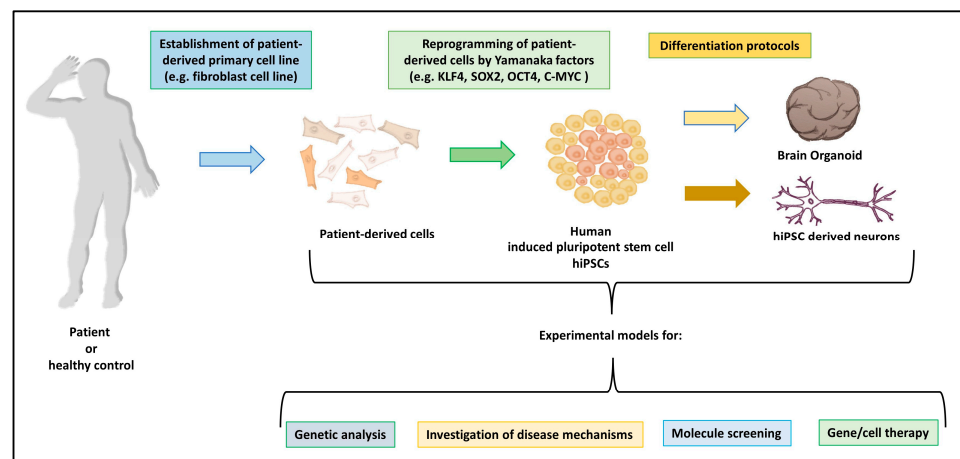 Establishment of patient-
derived primary cell line
(e.g. fibroblast cell line)
Reprogramming of patient-
derived cells by Yamanaka
factors
(e.g. KLF4, SOX2, OCT4, C-MYC )
Differentiation protocols
Brain Organoid
Patient-derived cells
Human
induced pluripotent stem cell
hiPSCs
hiPSC derived neurons
Patient
or
healthy control
Experimental models for:
Genetic analysis
Investigation of disease mechanisms
Molecule screening
Gene/cell therapy